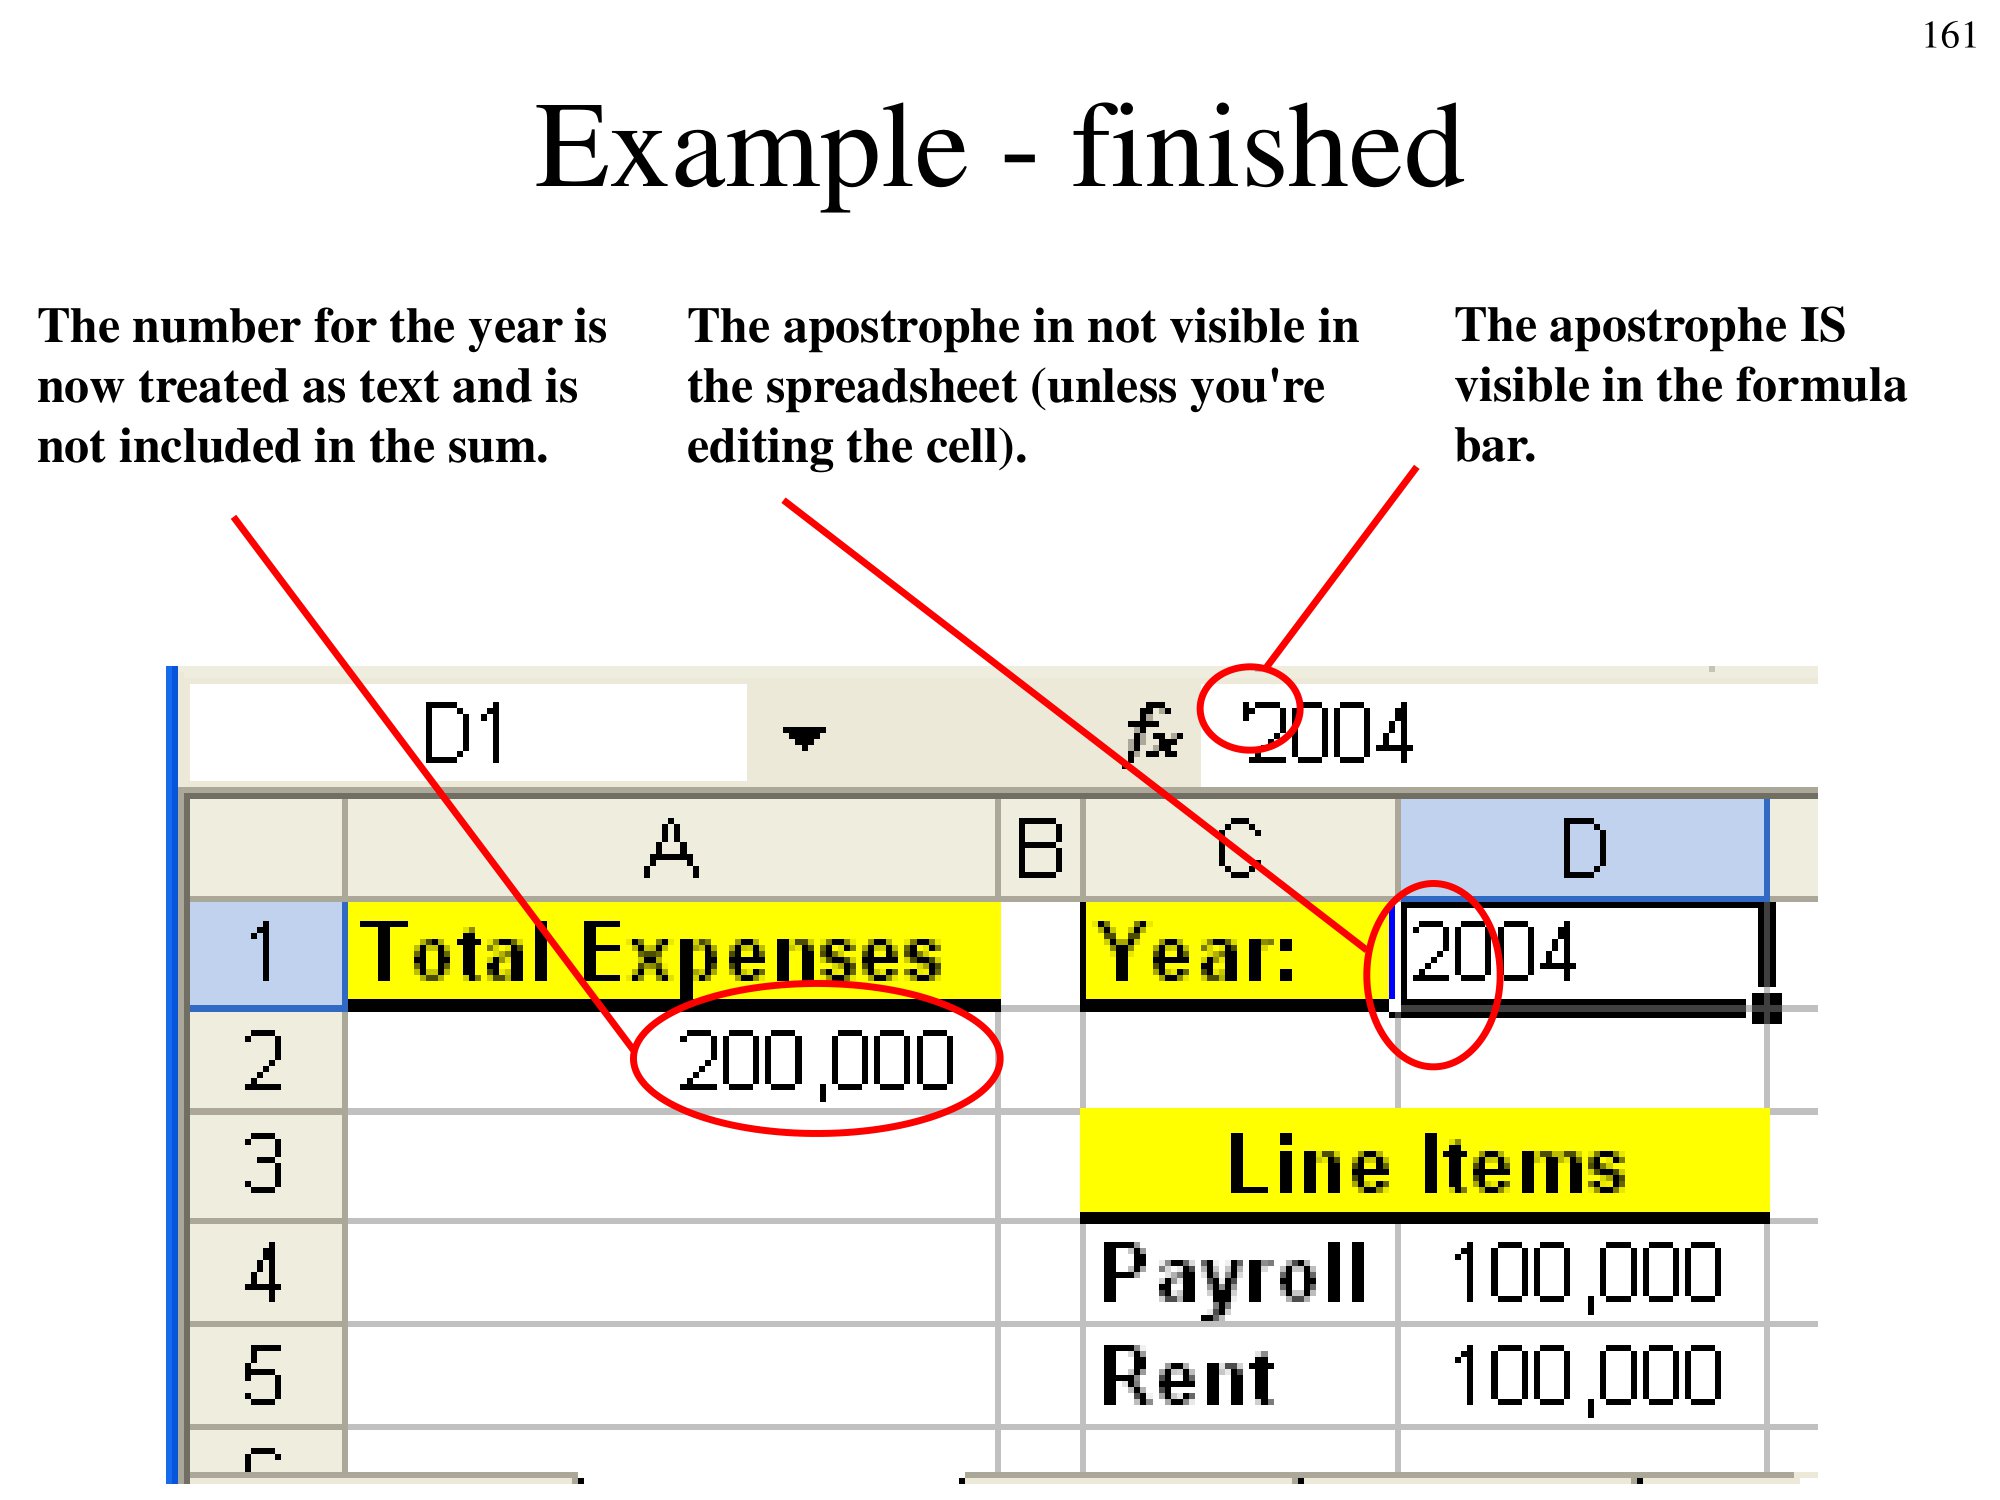 161
Example - finished
The number for the year is
now treated as text and is
not included in the sum.
The apostrophe in not visible in
the spreadsheet (unless you're
editing the cell).
The apostrophe IS
visible in the formula
bar.
D1 fx '2004
A B C D
1 Total Expenses Year: 2004
2 200,000
3 Line Items
4 Payroll 100,000
5 Rent 100,000